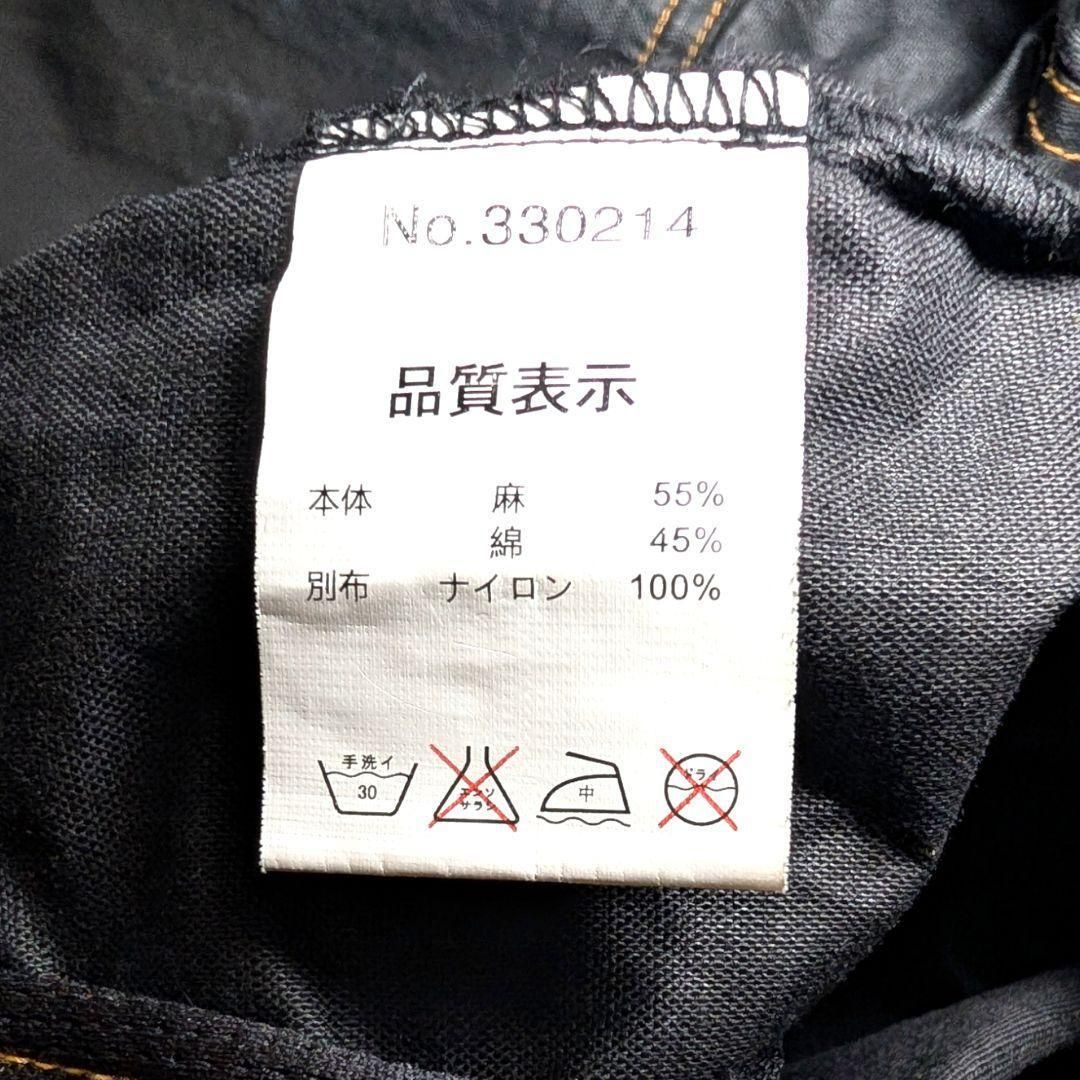 No.330214
品質表示
本体 麻 55%
綿 45%
別布 ナイロン 100%
手洗イ
30
エンソ
サラシ
中
ドライ